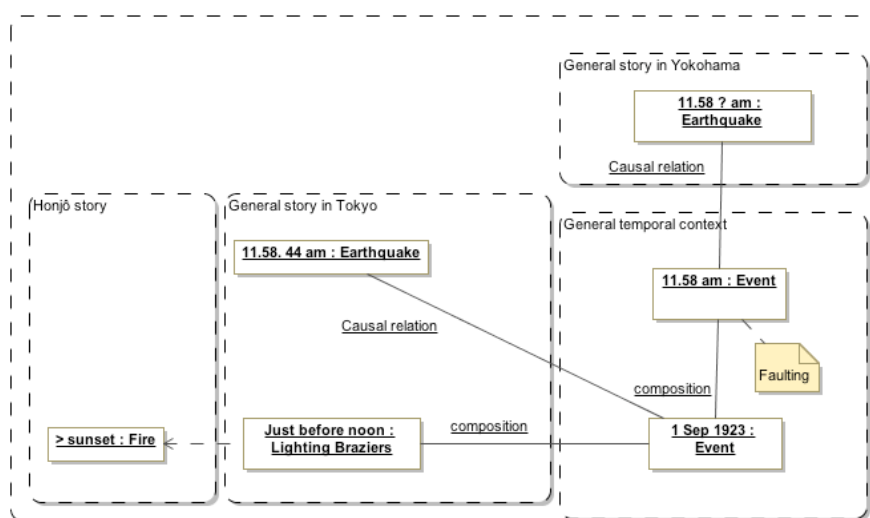 General story in Yokohama
11.58 ? am :
Earthquake
Causal relation
Honjô story
General story in Tokyo
General temporal context
11.58. 44 am : Earthquake
11.58 am : Event
Causal relation
Faulting
composition
> sunset : Fire
Just before noon :
Lighting Braziers
composition
1 Sep 1923 :
Event